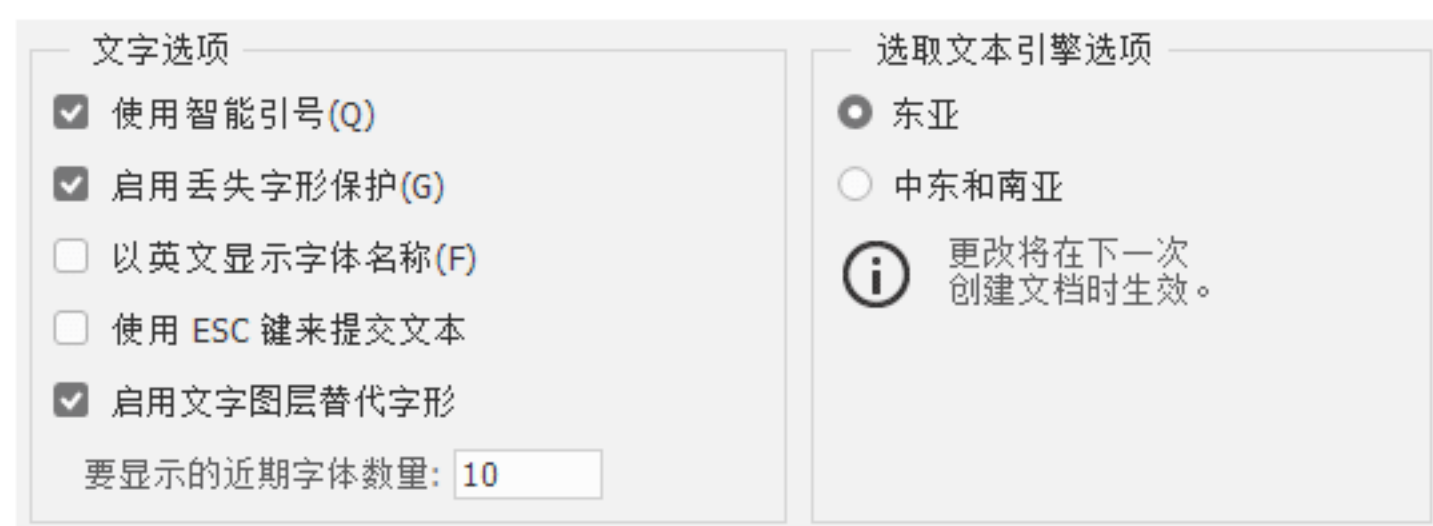 文字选项
使用智能引号(Q)
启用丢失字形保护(G)
以英文显示字体名称(F)
使用 ESC 键来提交文本
启用文字图层替代字形
要显示的近期字体数量: 10
选取文本引擎选项
东亚
中东和南亚
更改将在下一次
创建文档时生效。